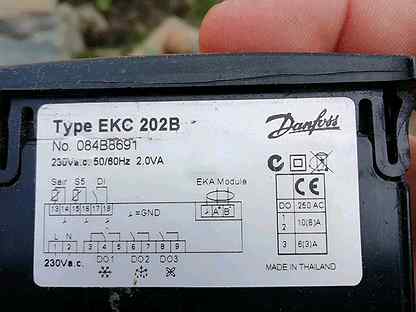 Type EKC 202B
No. 084B8691
230Va.c. 50/60Hz 2,0VA
Danfoss
Sair S5 DI
EKA Module
13 14 15 16 17 18
=GND
A+ B-
CE
DO 250 AC
1 10(6)A
2
3 6(3)A
L N
1 2 3 4 5 6 7 8 9
230Va.c. DO1 DO2 DO3
MADE IN THAILAND